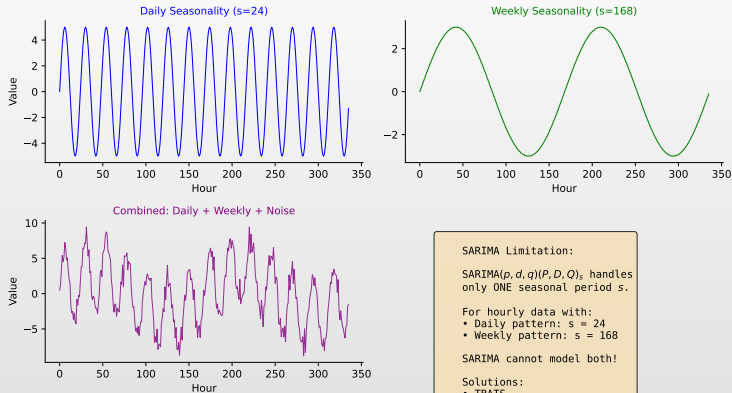 Daily Seasonality (s=24)
Value
4
2
0
−2
−4
0 50 100 150 200 250 300 350
Hour
Weekly Seasonality (s=168)
2
0
−2
0 50 100 150 200 250 300 350
Hour
Combined: Daily + Weekly + Noise
Value
10
5
0
−5
0 50 100 150 200 250 300 350
Hour
SARIMA Limitation:
SARIMA(p, d, q)(P, D, Q)ₛ handles
only ONE seasonal period s.
For hourly data with:
• Daily pattern: s = 24
• Weekly pattern: s = 168
SARIMA cannot model both!
Solutions: